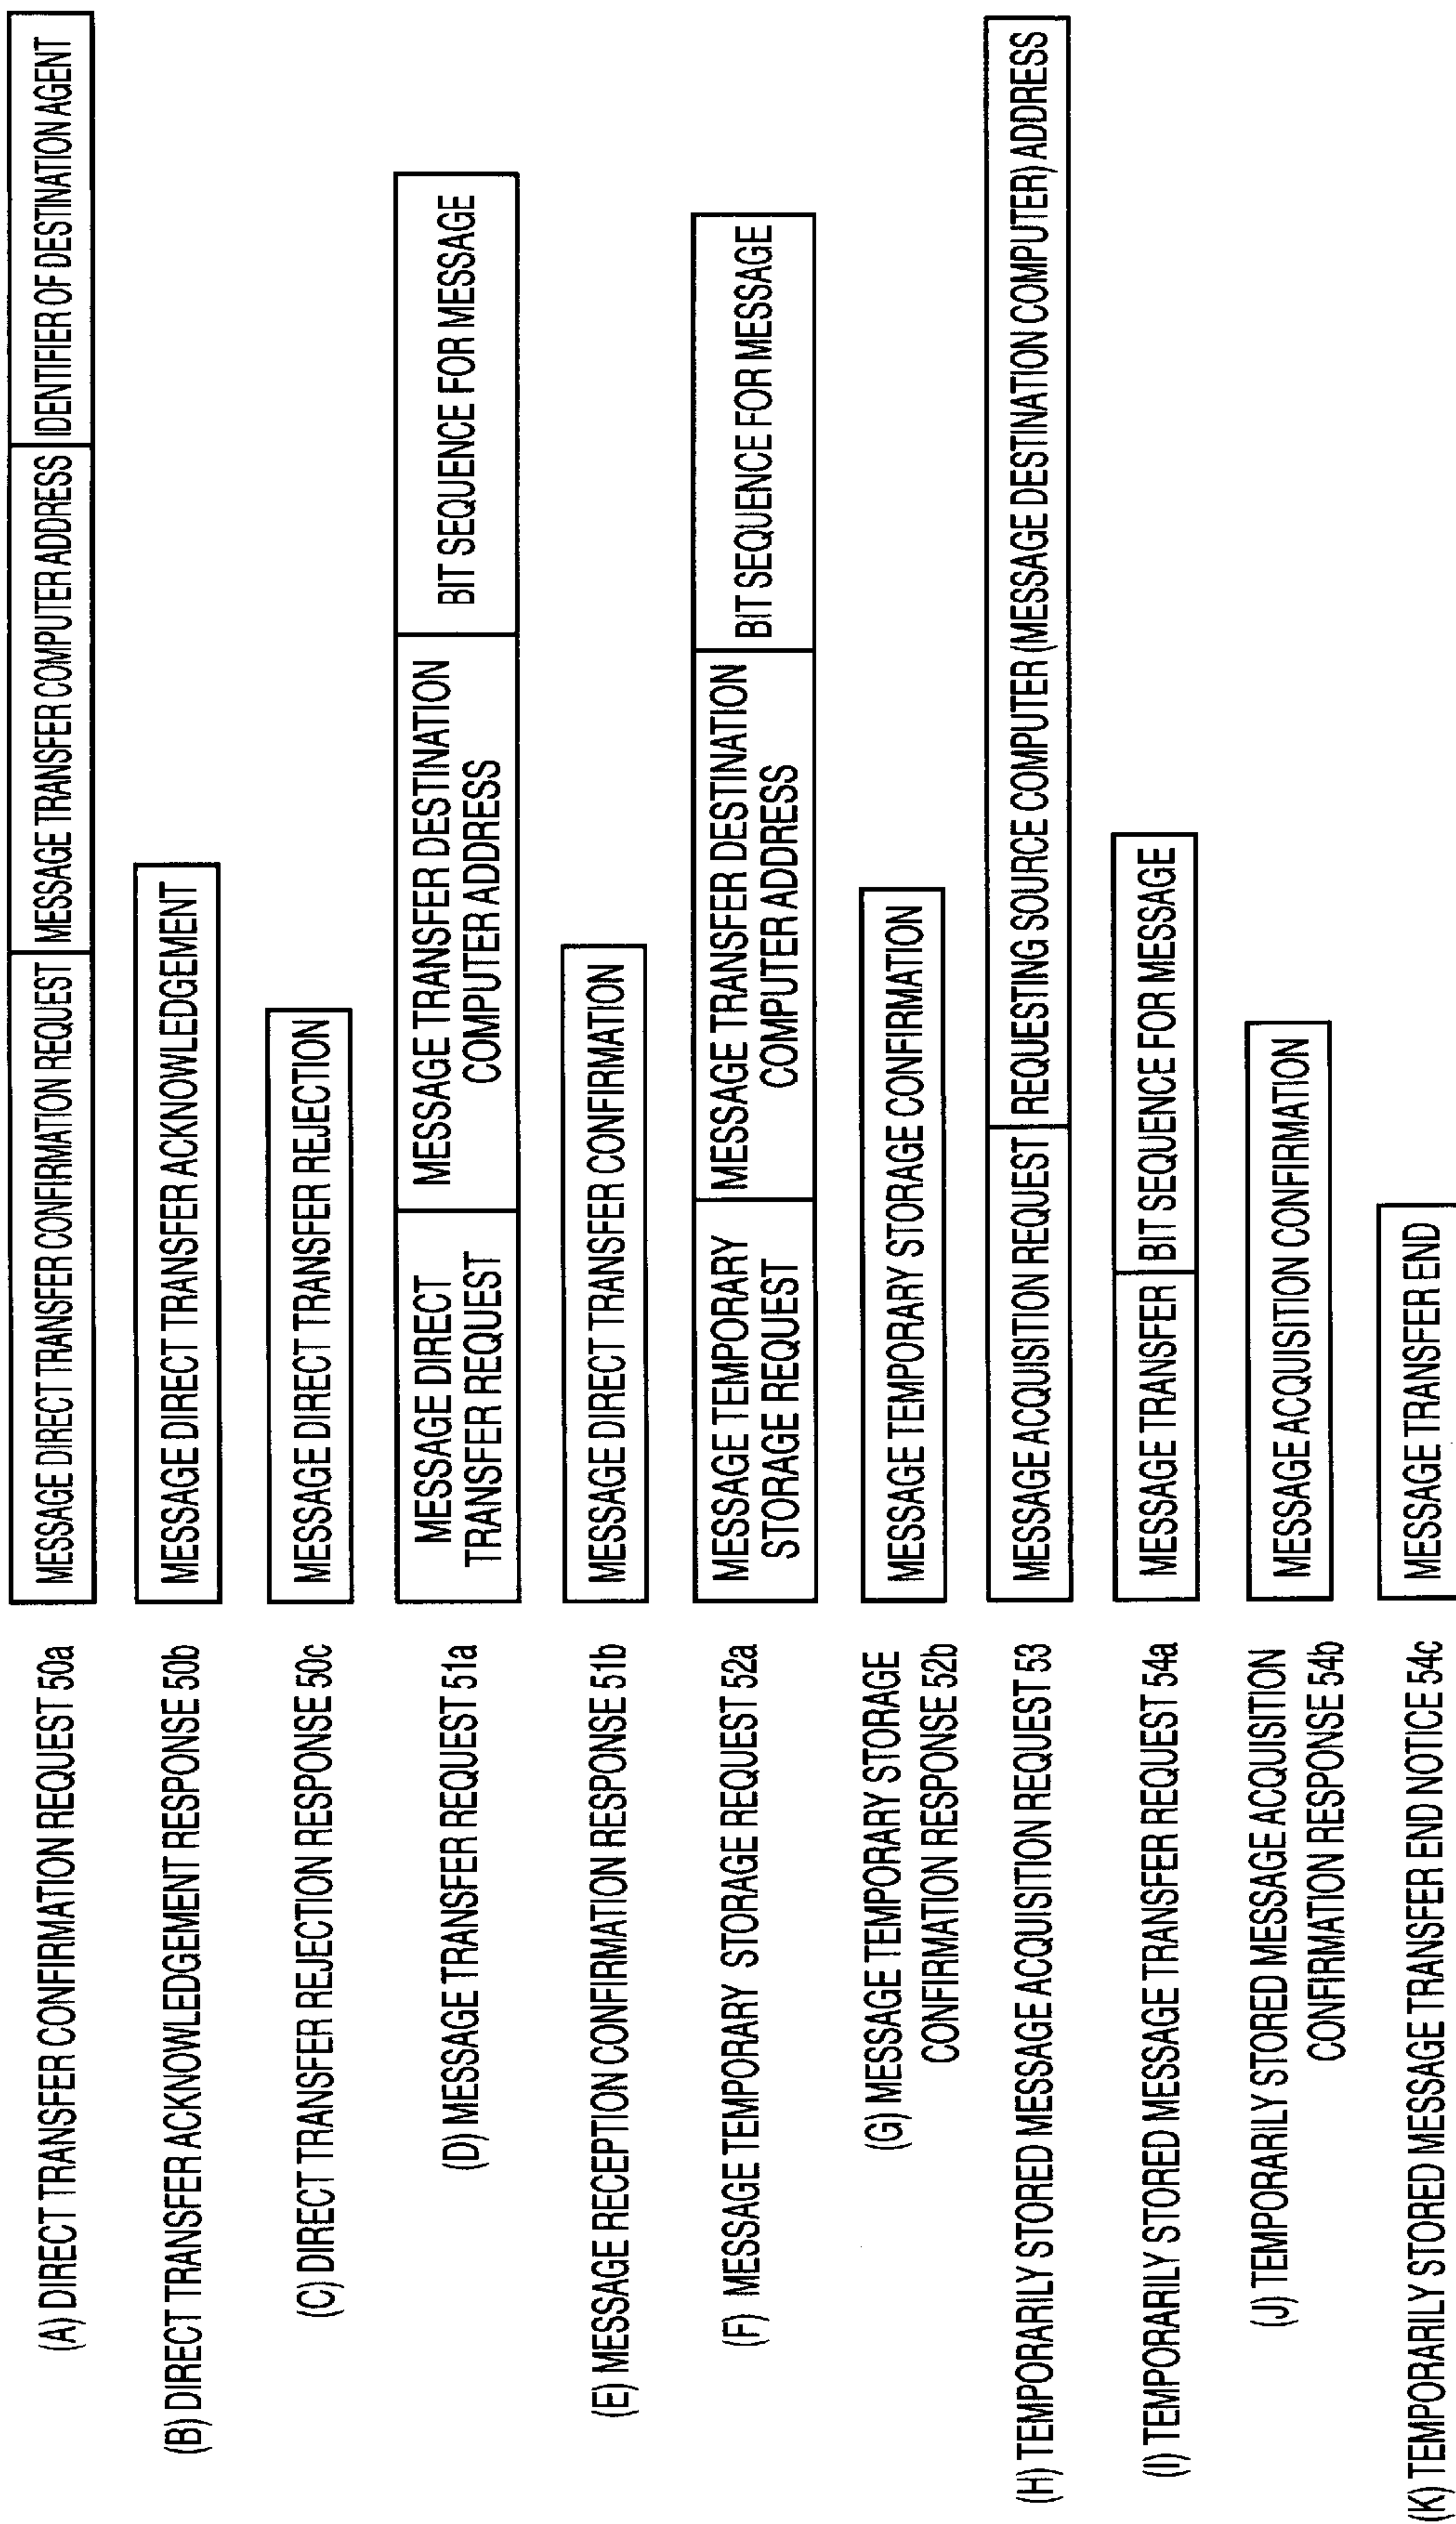 (A) DIRECT TRANSFER CONFIRMATION REQUEST 50a
MESSAGE DIRECT TRANSFER CONFIRMATION REQUEST
MESSAGE TRANSFER COMPUTER ADDRESS
IDENTIFIER OF DESTINATION AGENT
(B) DIRECT TRANSFER ACKNOWLEDGEMENT RESPONSE 50b
MESSAGE DIRECT TRANSFER ACKNOWLEDGEMENT
(C) DIRECT TRANSFER REJECTION RESPONSE 50c
MESSAGE DIRECT TRANSFER REJECTION
(D) MESSAGE TRANSFER REQUEST 51a
MESSAGE DIRECT
TRANSFER REQUEST
MESSAGE TRANSFER DESTINATION
COMPUTER ADDRESS
BIT SEQUENCE FOR MESSAGE
(E) MESSAGE RECEPTION CONFIRMATION RESPONSE 51b
MESSAGE DIRECT TRANSFER CONFIRMATION
(F) MESSAGE TEMPORARY STORAGE REQUEST 52a
MESSAGE TEMPORARY
STORAGE REQUEST
MESSAGE TRANSFER DESTINATION
COMPUTER ADDRESS
BIT SEQUENCE FOR MESSAGE
(G) MESSAGE TEMPORARY STORAGE
CONFIRMATION RESPONSE 52b
MESSAGE TEMPORARY STORAGE CONFIRMATION
(H) TEMPORARILY STORED MESSAGE ACQUISITION REQUEST 53
MESSAGE ACQUISITION REQUEST
REQUESTING SOURCE COMPUTER (MESSAGE DESTINATION COMPUTER) ADDRESS
(I) TEMPORARILY STORED MESSAGE TRANSFER REQUEST 54a
MESSAGE TRANSFER
BIT SEQUENCE FOR MESSAGE
(J) TEMPORARILY STORED MESSAGE ACQUISITION
CONFIRMATION RESPONSE 54b
MESSAGE ACQUISITION CONFIRMATION
(K) TEMPORARILY STORED MESSAGE TRANSFER END NOTICE 54c
MESSAGE TRANSFER END